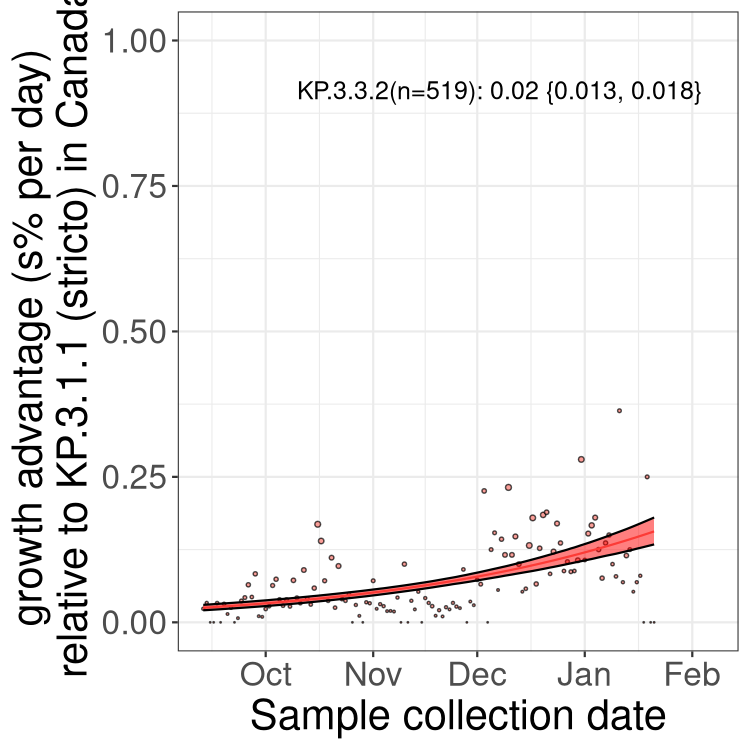 growth advantage (s% per day)
relative to KP.3.1.1 (stricto) in Canada
1.00
0.75
0.50
0.25
0.00
KP.3.3.2(n=519): 0.02 {0.013, 0.018}
Oct Nov Dec Jan Feb
Sample collection date